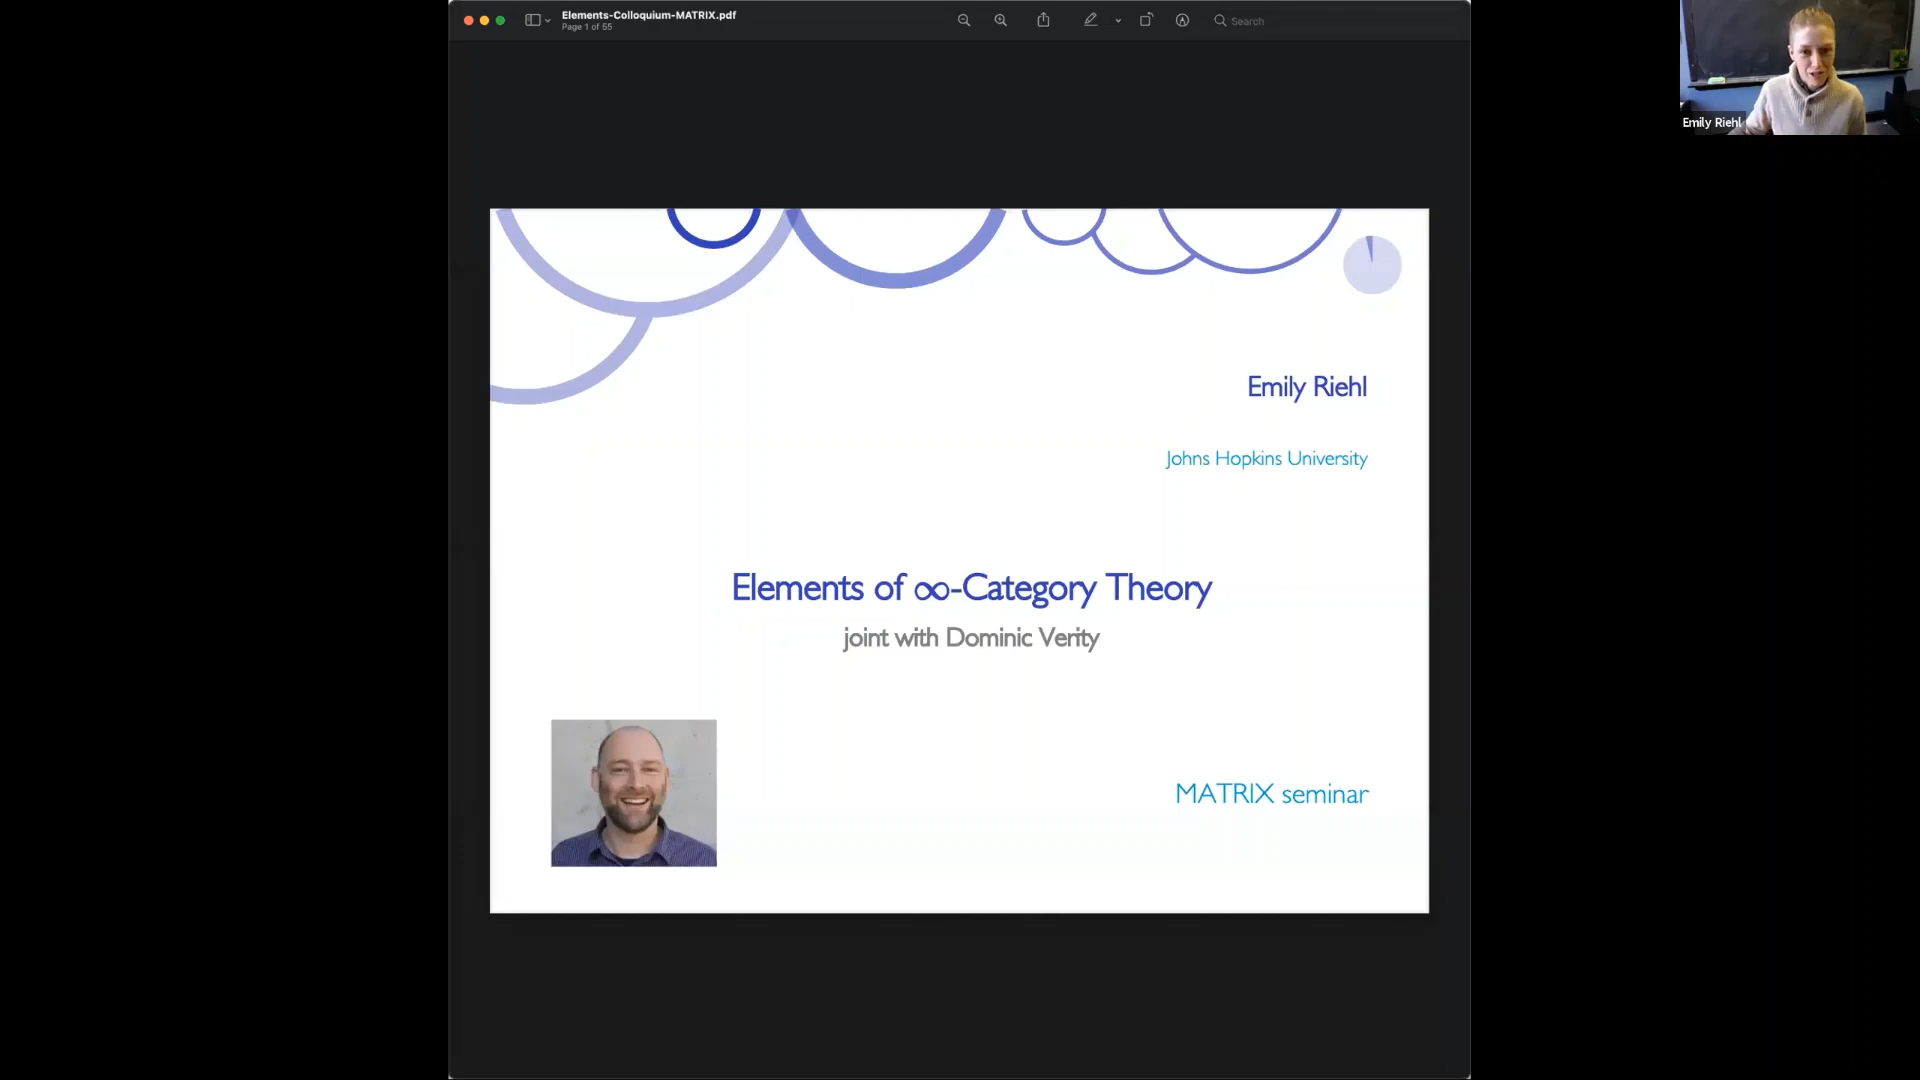 Elements-Colloquium-MATRIX.pdf
Page 1 of 55
Search
Emily Riehl
Emily Riehl
Johns Hopkins University
Elements of ∞-Category Theory
joint with Dominic Verity
MATRIX seminar